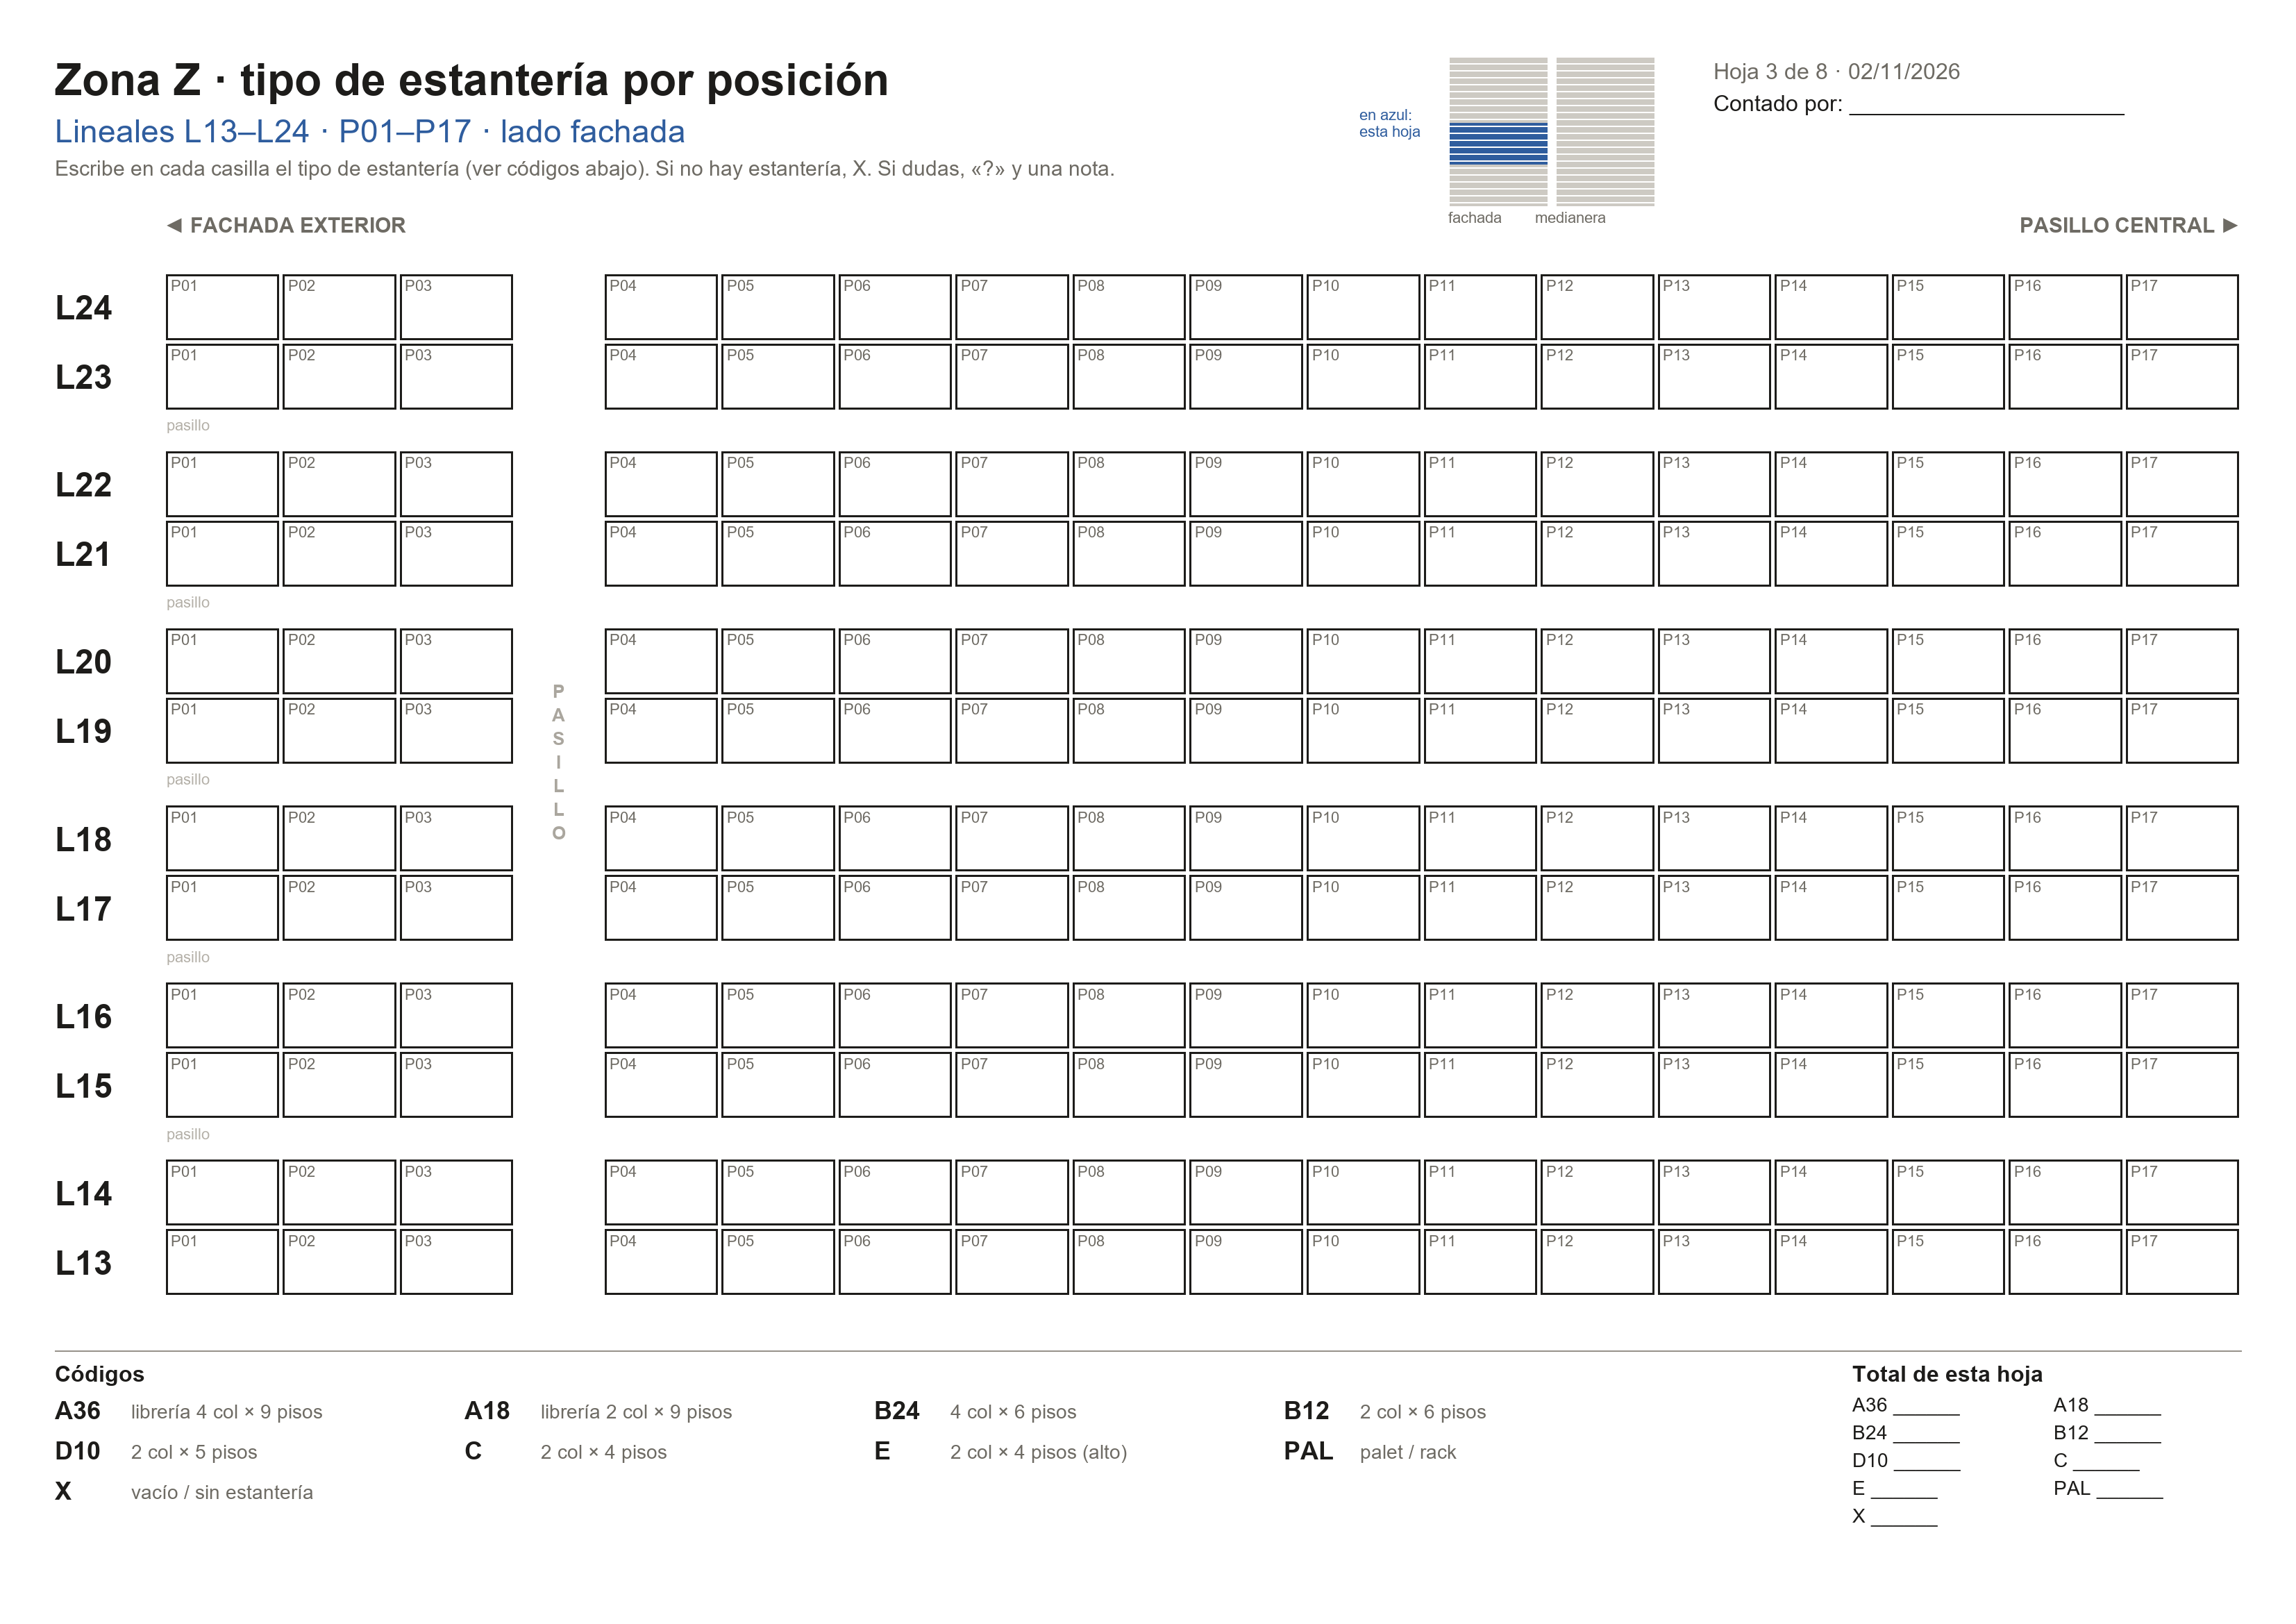 Zona Z · tipo de estantería por posición
Lineales L13–L24 · P01–P17 · lado fachada
Escribe en cada casilla el tipo de estantería (ver códigos abajo). Si no hay estantería, X. Si dudas, «?» y una nota.
en azul:
esta hoja
fachada medianera
Hoja 3 de 8 · 02/11/2026
Contado por: ______________________
◄ FACHADA EXTERIOR PASILLO CENTRAL ►
L24 P01 P02 P03 P04 P05 P06 P07 P08 P09 P10 P11 P12 P13 P14 P15 P16 P17
L23 P01 P02 P03 P04 P05 P06 P07 P08 P09 P10 P11 P12 P13 P14 P15 P16 P17
pasillo
L22 P01 P02 P03 P04 P05 P06 P07 P08 P09 P10 P11 P12 P13 P14 P15 P16 P17
L21 P01 P02 P03 P04 P05 P06 P07 P08 P09 P10 P11 P12 P13 P14 P15 P16 P17
pasillo
L20 P01 P02 P03 P04 P05 P06 P07 P08 P09 P10 P11 P12 P13 P14 P15 P16 P17
L19 P01 P02 P03 P04 P05 P06 P07 P08 P09 P10 P11 P12 P13 P14 P15 P16 P17
pasillo
PASILLO
L18 P01 P02 P03 P04 P05 P06 P07 P08 P09 P10 P11 P12 P13 P14 P15 P16 P17
L17 P01 P02 P03 P04 P05 P06 P07 P08 P09 P10 P11 P12 P13 P14 P15 P16 P17
pasillo
L16 P01 P02 P03 P04 P05 P06 P07 P08 P09 P10 P11 P12 P13 P14 P15 P16 P17
L15 P01 P02 P03 P04 P05 P06 P07 P08 P09 P10 P11 P12 P13 P14 P15 P16 P17
pasillo
L14 P01 P02 P03 P04 P05 P06 P07 P08 P09 P10 P11 P12 P13 P14 P15 P16 P17
L13 P01 P02 P03 P04 P05 P06 P07 P08 P09 P10 P11 P12 P13 P14 P15 P16 P17
Códigos
A36 librería 4 col × 9 pisos A18 librería 2 col × 9 pisos B24 4 col × 6 pisos B12 2 col × 6 pisos
D10 2 col × 5 pisos C 2 col × 4 pisos E 2 col × 4 pisos (alto) PAL palet / rack
X vacío / sin estantería
Total de esta hoja
A36 ______ A18 ______
B24 ______ B12 ______
D10 ______ C ______
E ______ PAL ______
X ______